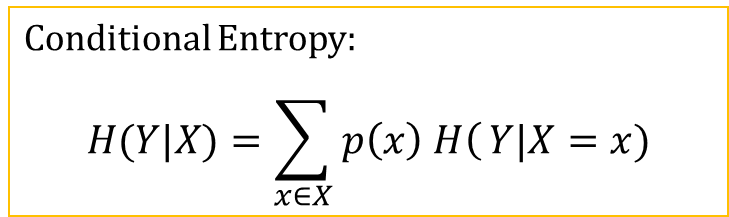 Conditional Entropy:
H(Y|X) = ∑ p(x) H(Y|X = x)
x∈X